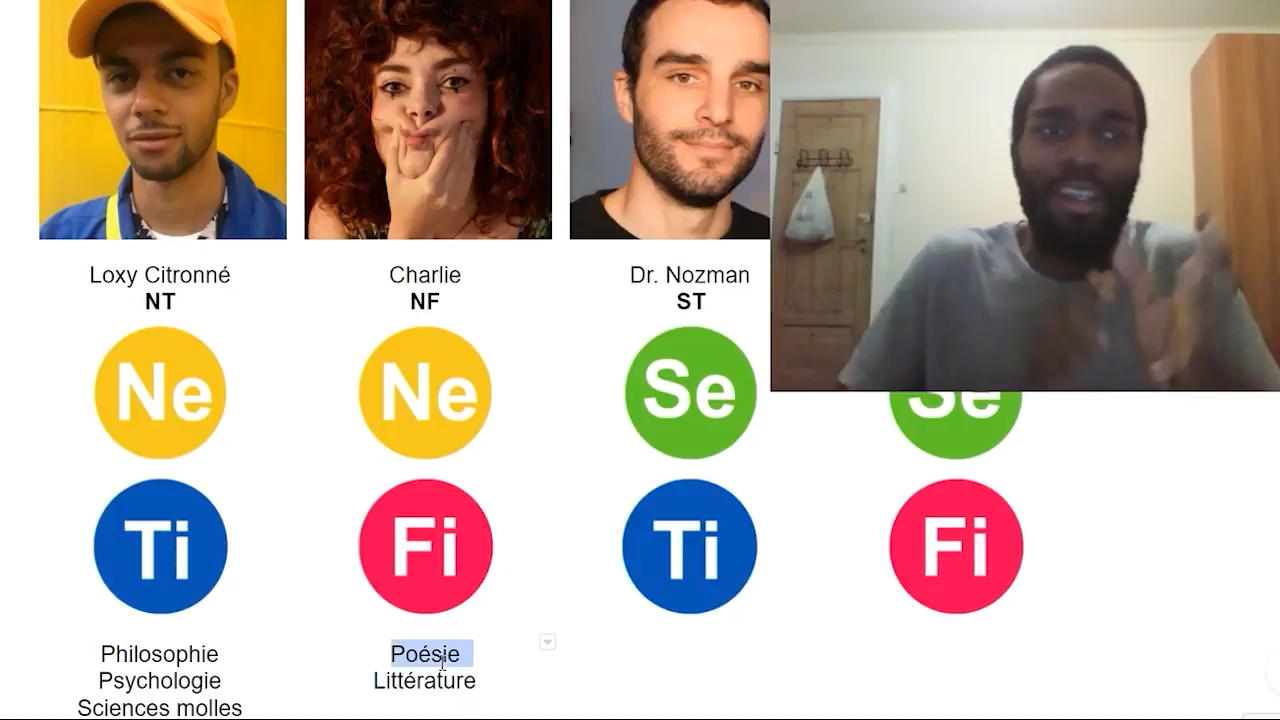 Loxy Citronné
NT
Charlie
NF
Dr. Nozman
ST
Ne
Ne
Se
Se
Ti
Fi
Ti
Fi
Philosophie
Psychologie
Sciences molles
Poésie
Littérature